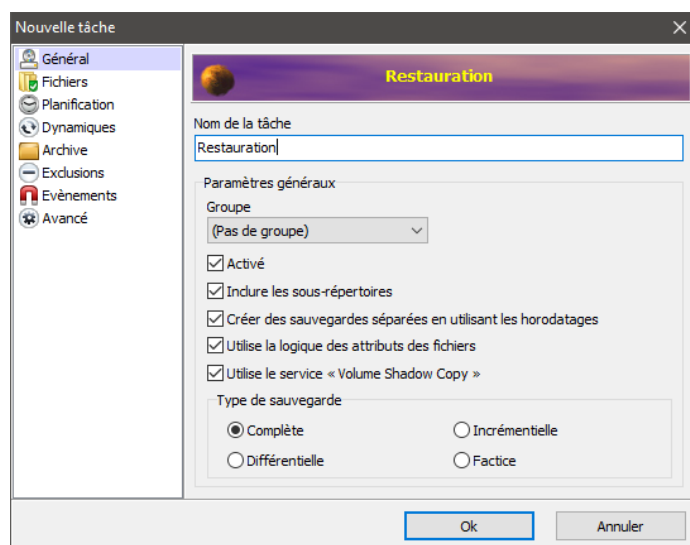 Nouvelle tâche
Général
Fichiers
Planification
Dynamiques
Archive
Exclusions
Evènements
Avancé
Restauration
Nom de la tâche
Restauration
Paramètres généraux
Groupe
(Pas de groupe)
Activé
Inclure les sous-répertoires
Créer des sauvegardes séparées en utilisant les horodatages
Utilise la logique des attributs des fichiers
Utilise le service « Volume Shadow Copy »
Type de sauvegarde
Complète
Incrémentielle
Différentielle
Factice
Ok
Annuler